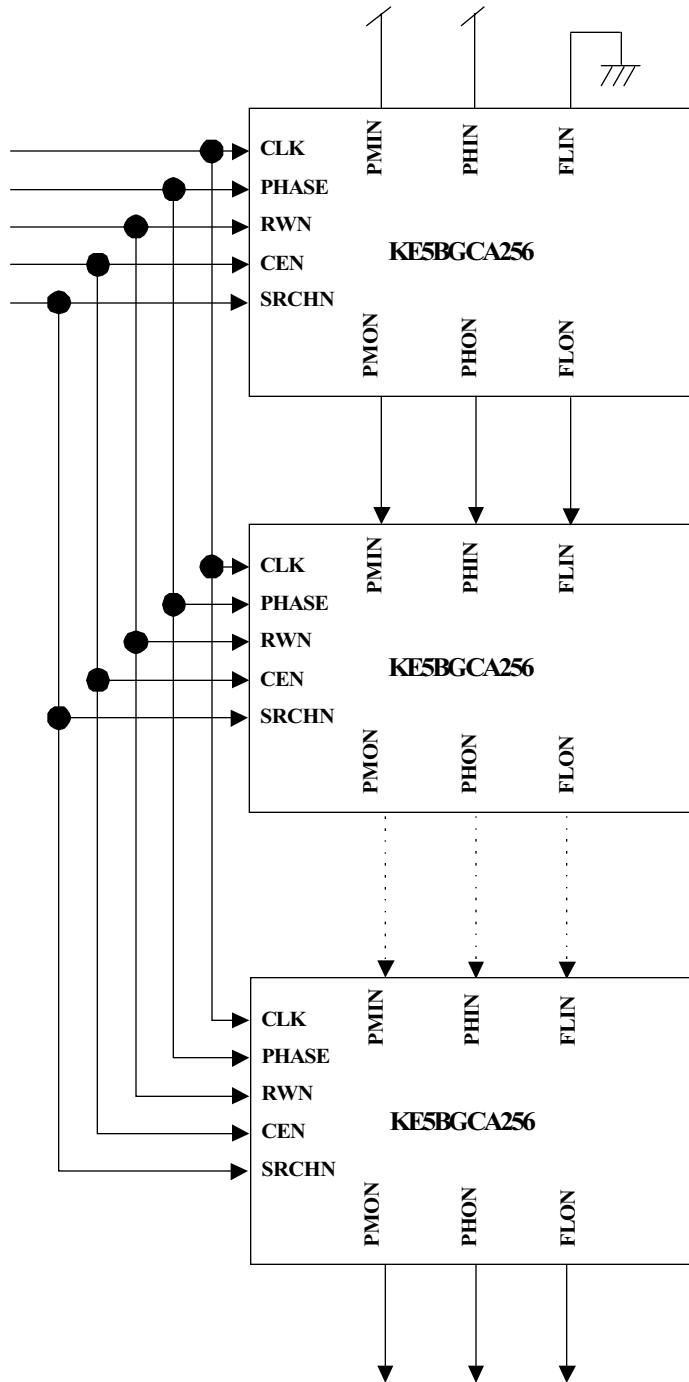 PMIN
PHIN
FLIN
CLK
PHASE
RWN
CEN
SRCHN
KE5BGCA256
PMON
PHON
FLON
PMIN
PHIN
FLIN
CLK
PHASE
RWN
CEN
SRCHN
KE5BGCA256
PMON
PHON
FLON
PMIN
PHIN
FLIN
CLK
PHASE
RWN
CEN
SRCHN
KE5BGCA256
PMON
PHON
FLON